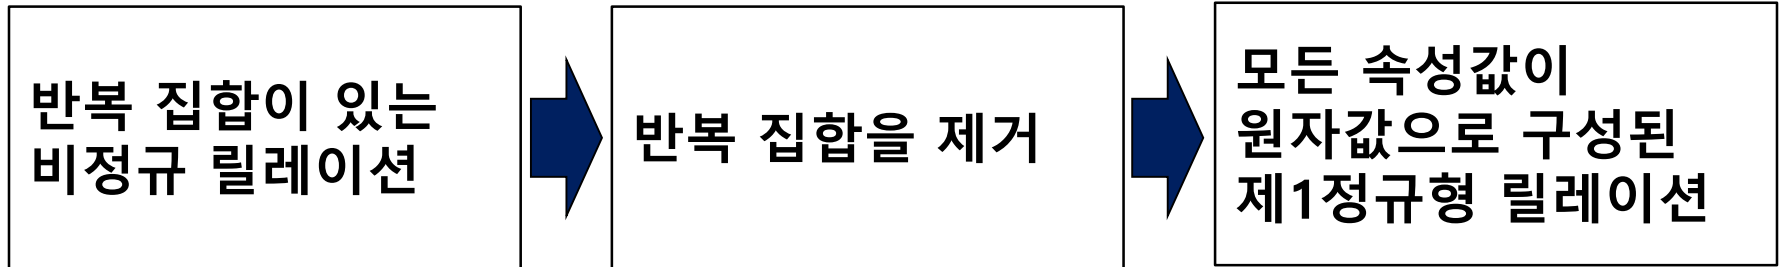 반복 집합이 있는
비정규 릴레이션
반복 집합을 제거
모든 속성값이
원자값으로 구성된
제1정규형 릴레이션